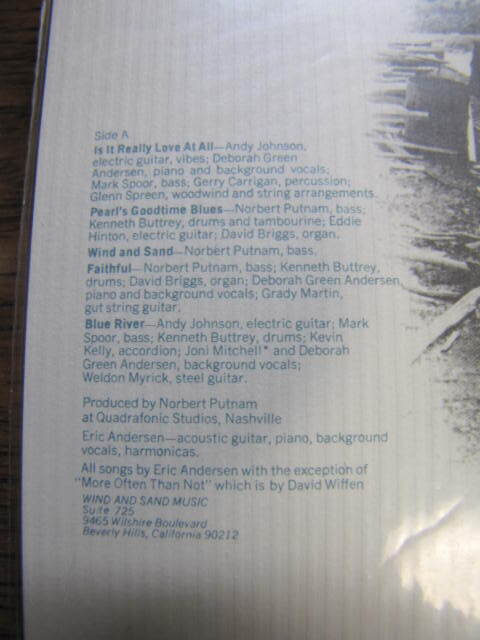 Side A
Is It Really Love At All—Andy Johnson,
electric guitar, vibes; Deborah Green
Andersen, piano and background vocals;
Mark Spoor, bass; Gerry Carrigan, percussion;
Glenn Spreen, woodwind and string arrangements.
Pearl's Goodtime Blues—Norbert Putnam, bass;
Kenneth Buttrey, drums and tambourine; Eddie
Hinton, electric guitar; David Briggs, organ.
Wind and Sand—Norbert Putnam, bass.
Faithful—Norbert Putnam, bass; Kenneth Buttrey,
drums; David Briggs, organ; Deborah Green Andersen,
piano and background vocals; Grady Martin,
gut string guitar.
Blue River—Andy Johnson, electric guitar; Mark
Spoor, bass; Kenneth Buttrey, drums; Kevin
Kelly, accordion; Joni Mitchell* and Deborah
Green Andersen, background vocals;
Weldon Myrick, steel guitar.
Produced by Norbert Putnam
at Quadrafonic Studios, Nashville
Eric Andersen—acoustic guitar, piano, background
vocals, harmonicas.
All songs by Eric Andersen with the exception of
"More Often Than Not" which is by David Wiffen
WIND AND SAND MUSIC
Suite 725
9465 Wilshire Boulevard
Beverly Hills, California 90212